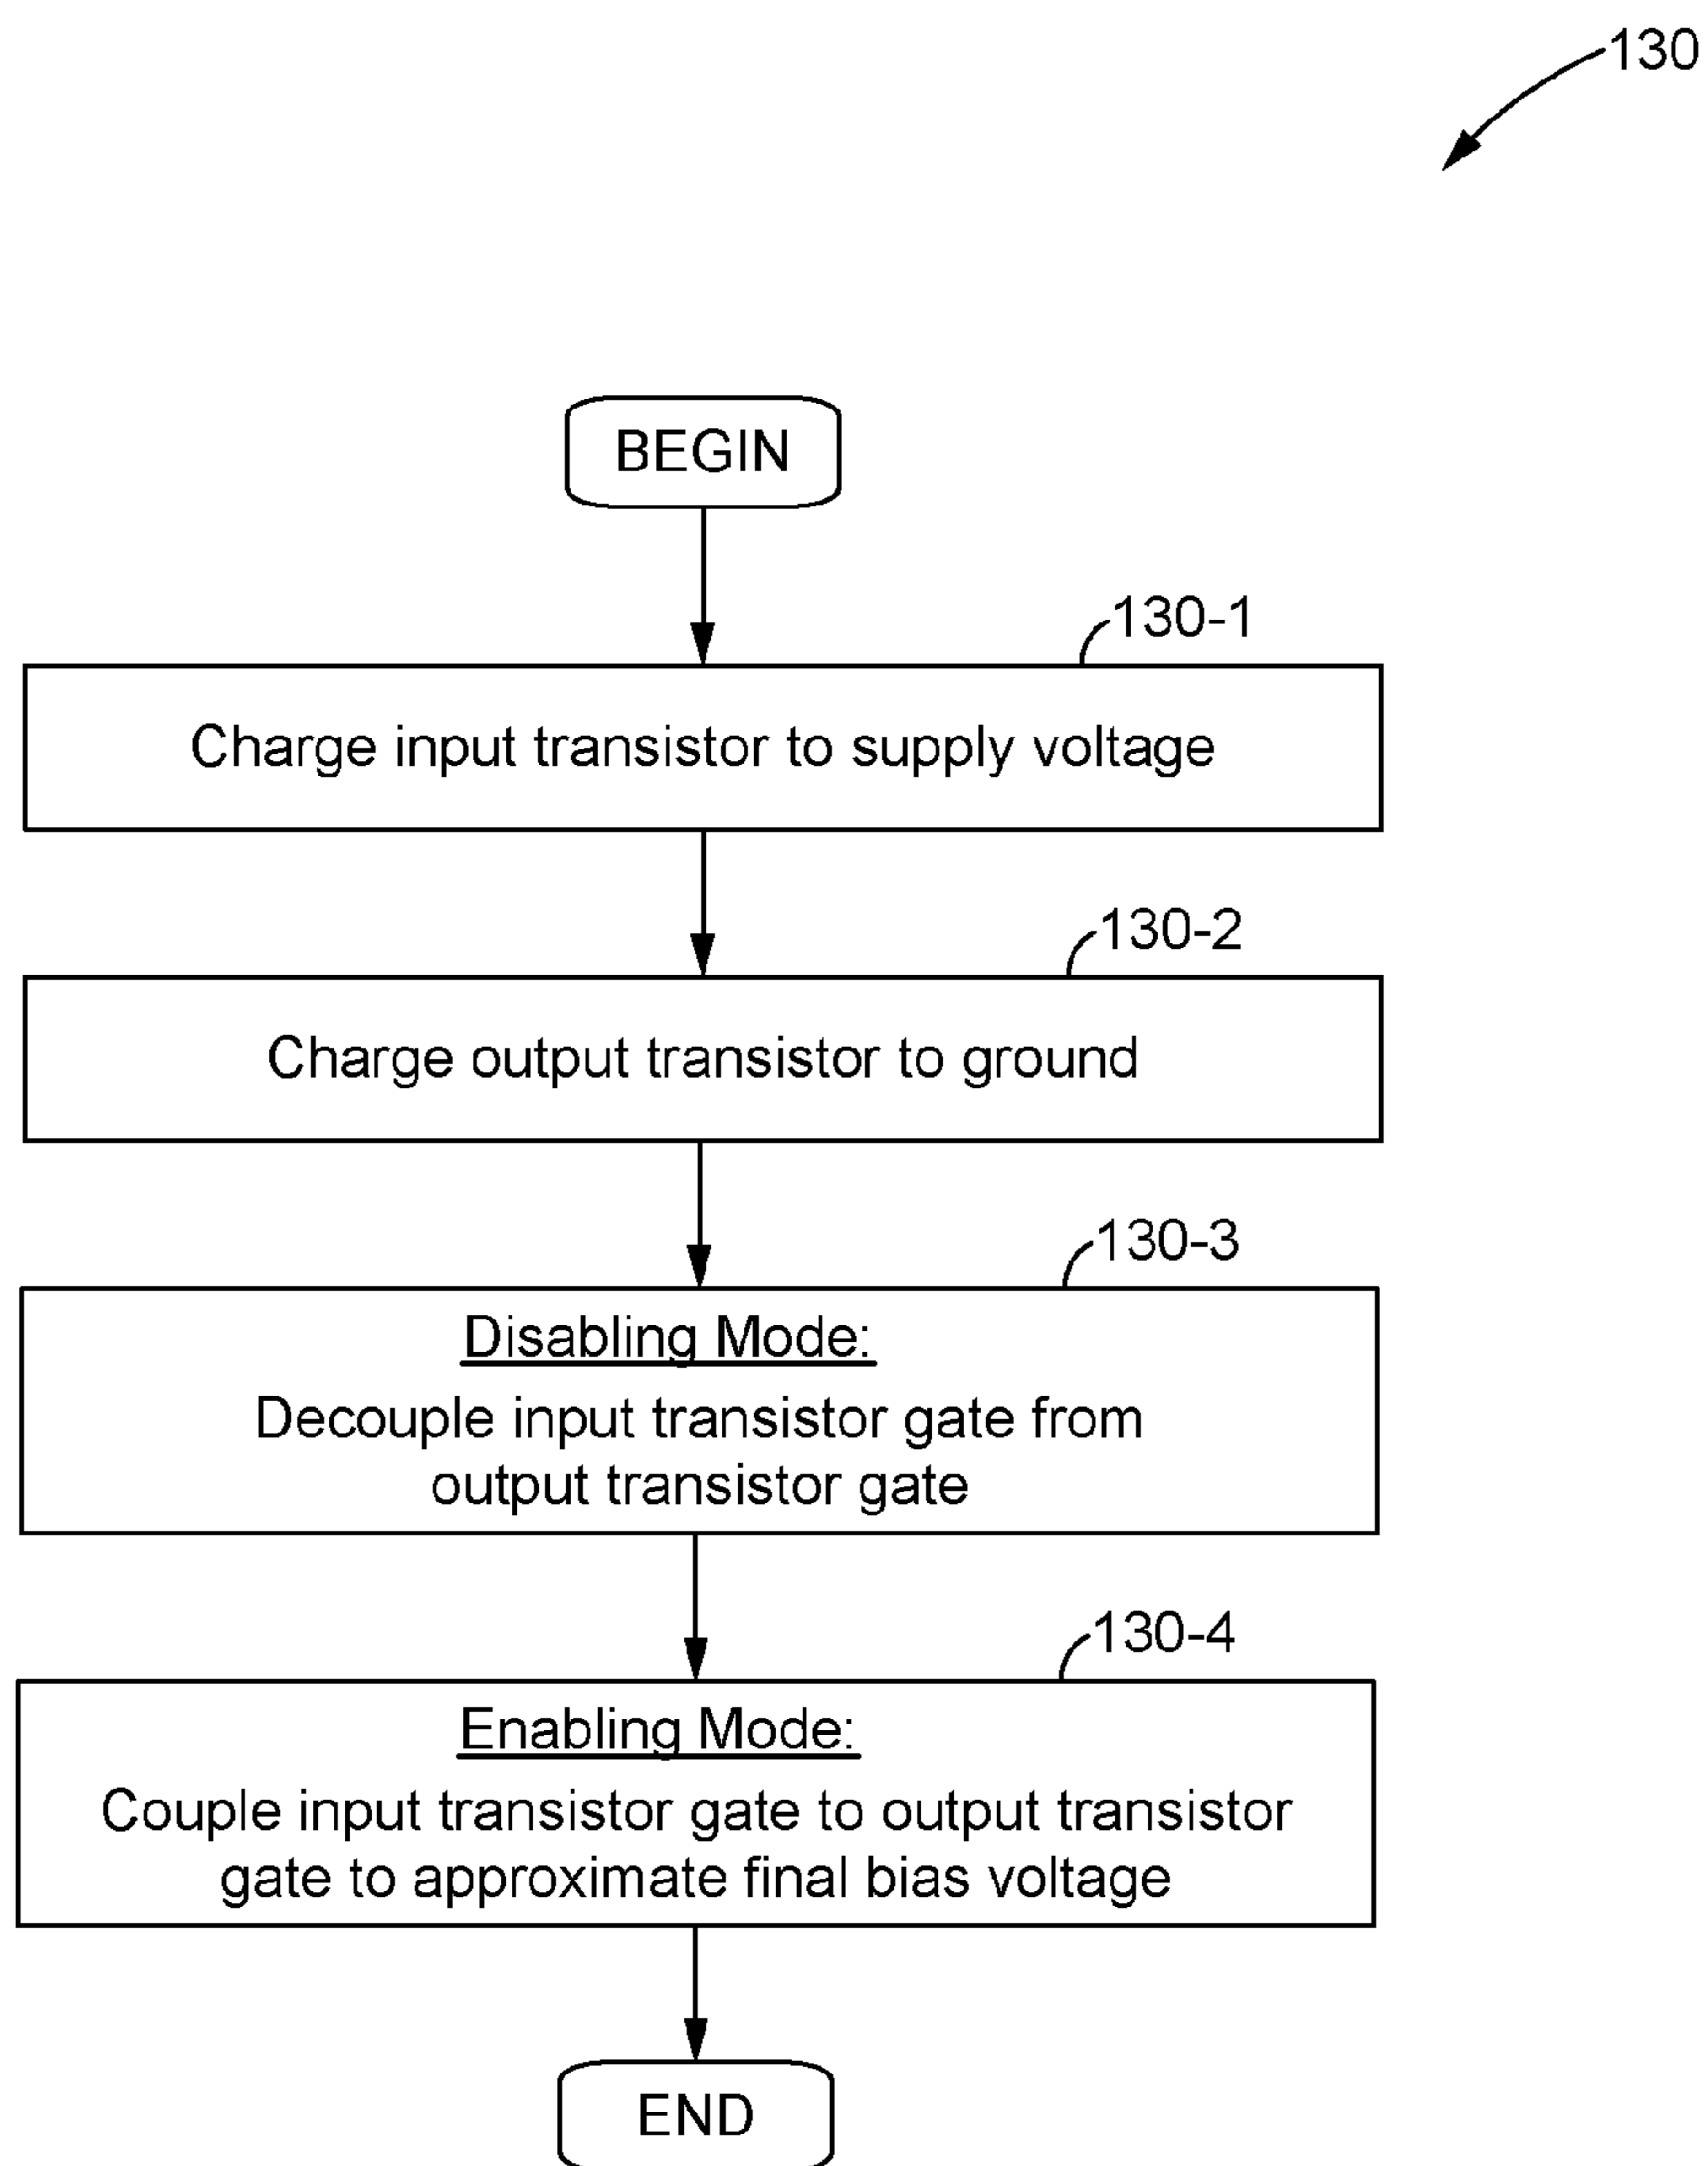 130
BEGIN
130-1
Charge input transistor to supply voltage
130-2
Charge output transistor to ground
130-3
Disabling Mode:
Decouple input transistor gate from
output transistor gate
130-4
Enabling Mode:
Couple input transistor gate to output transistor
gate to approximate final bias voltage
END